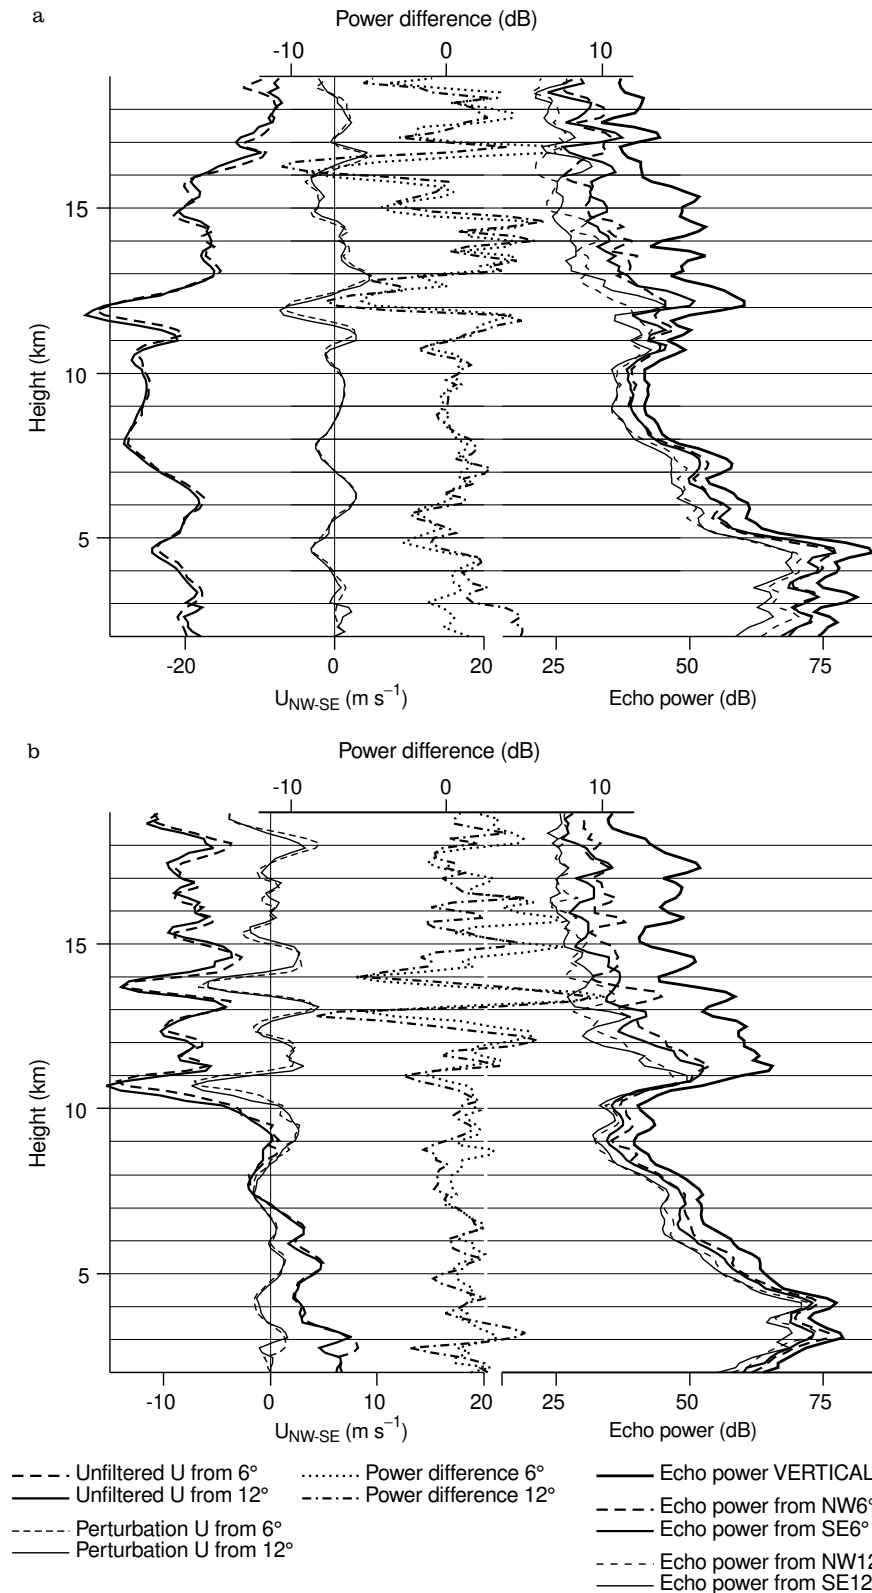 a
Power difference (dB)
-10 0 10
Height (km)
15
10
5
-20 0 20 25 50 75
U_NW-SE (m s⁻¹) Echo power (dB)
b
Power difference (dB)
-10 0 10
Height (km)
15
10
5
-10 0 10 20 25 50 75
U_NW-SE (m s⁻¹) Echo power (dB)
Unfiltered U from 6° Power difference 6° Echo power VERTICAL
Unfiltered U from 12° Power difference 12° Echo power from NW6°
Echo power from SE6°
Perturbation U from 6°
Perturbation U from 12°
Echo power from NW12
Echo power from SE12